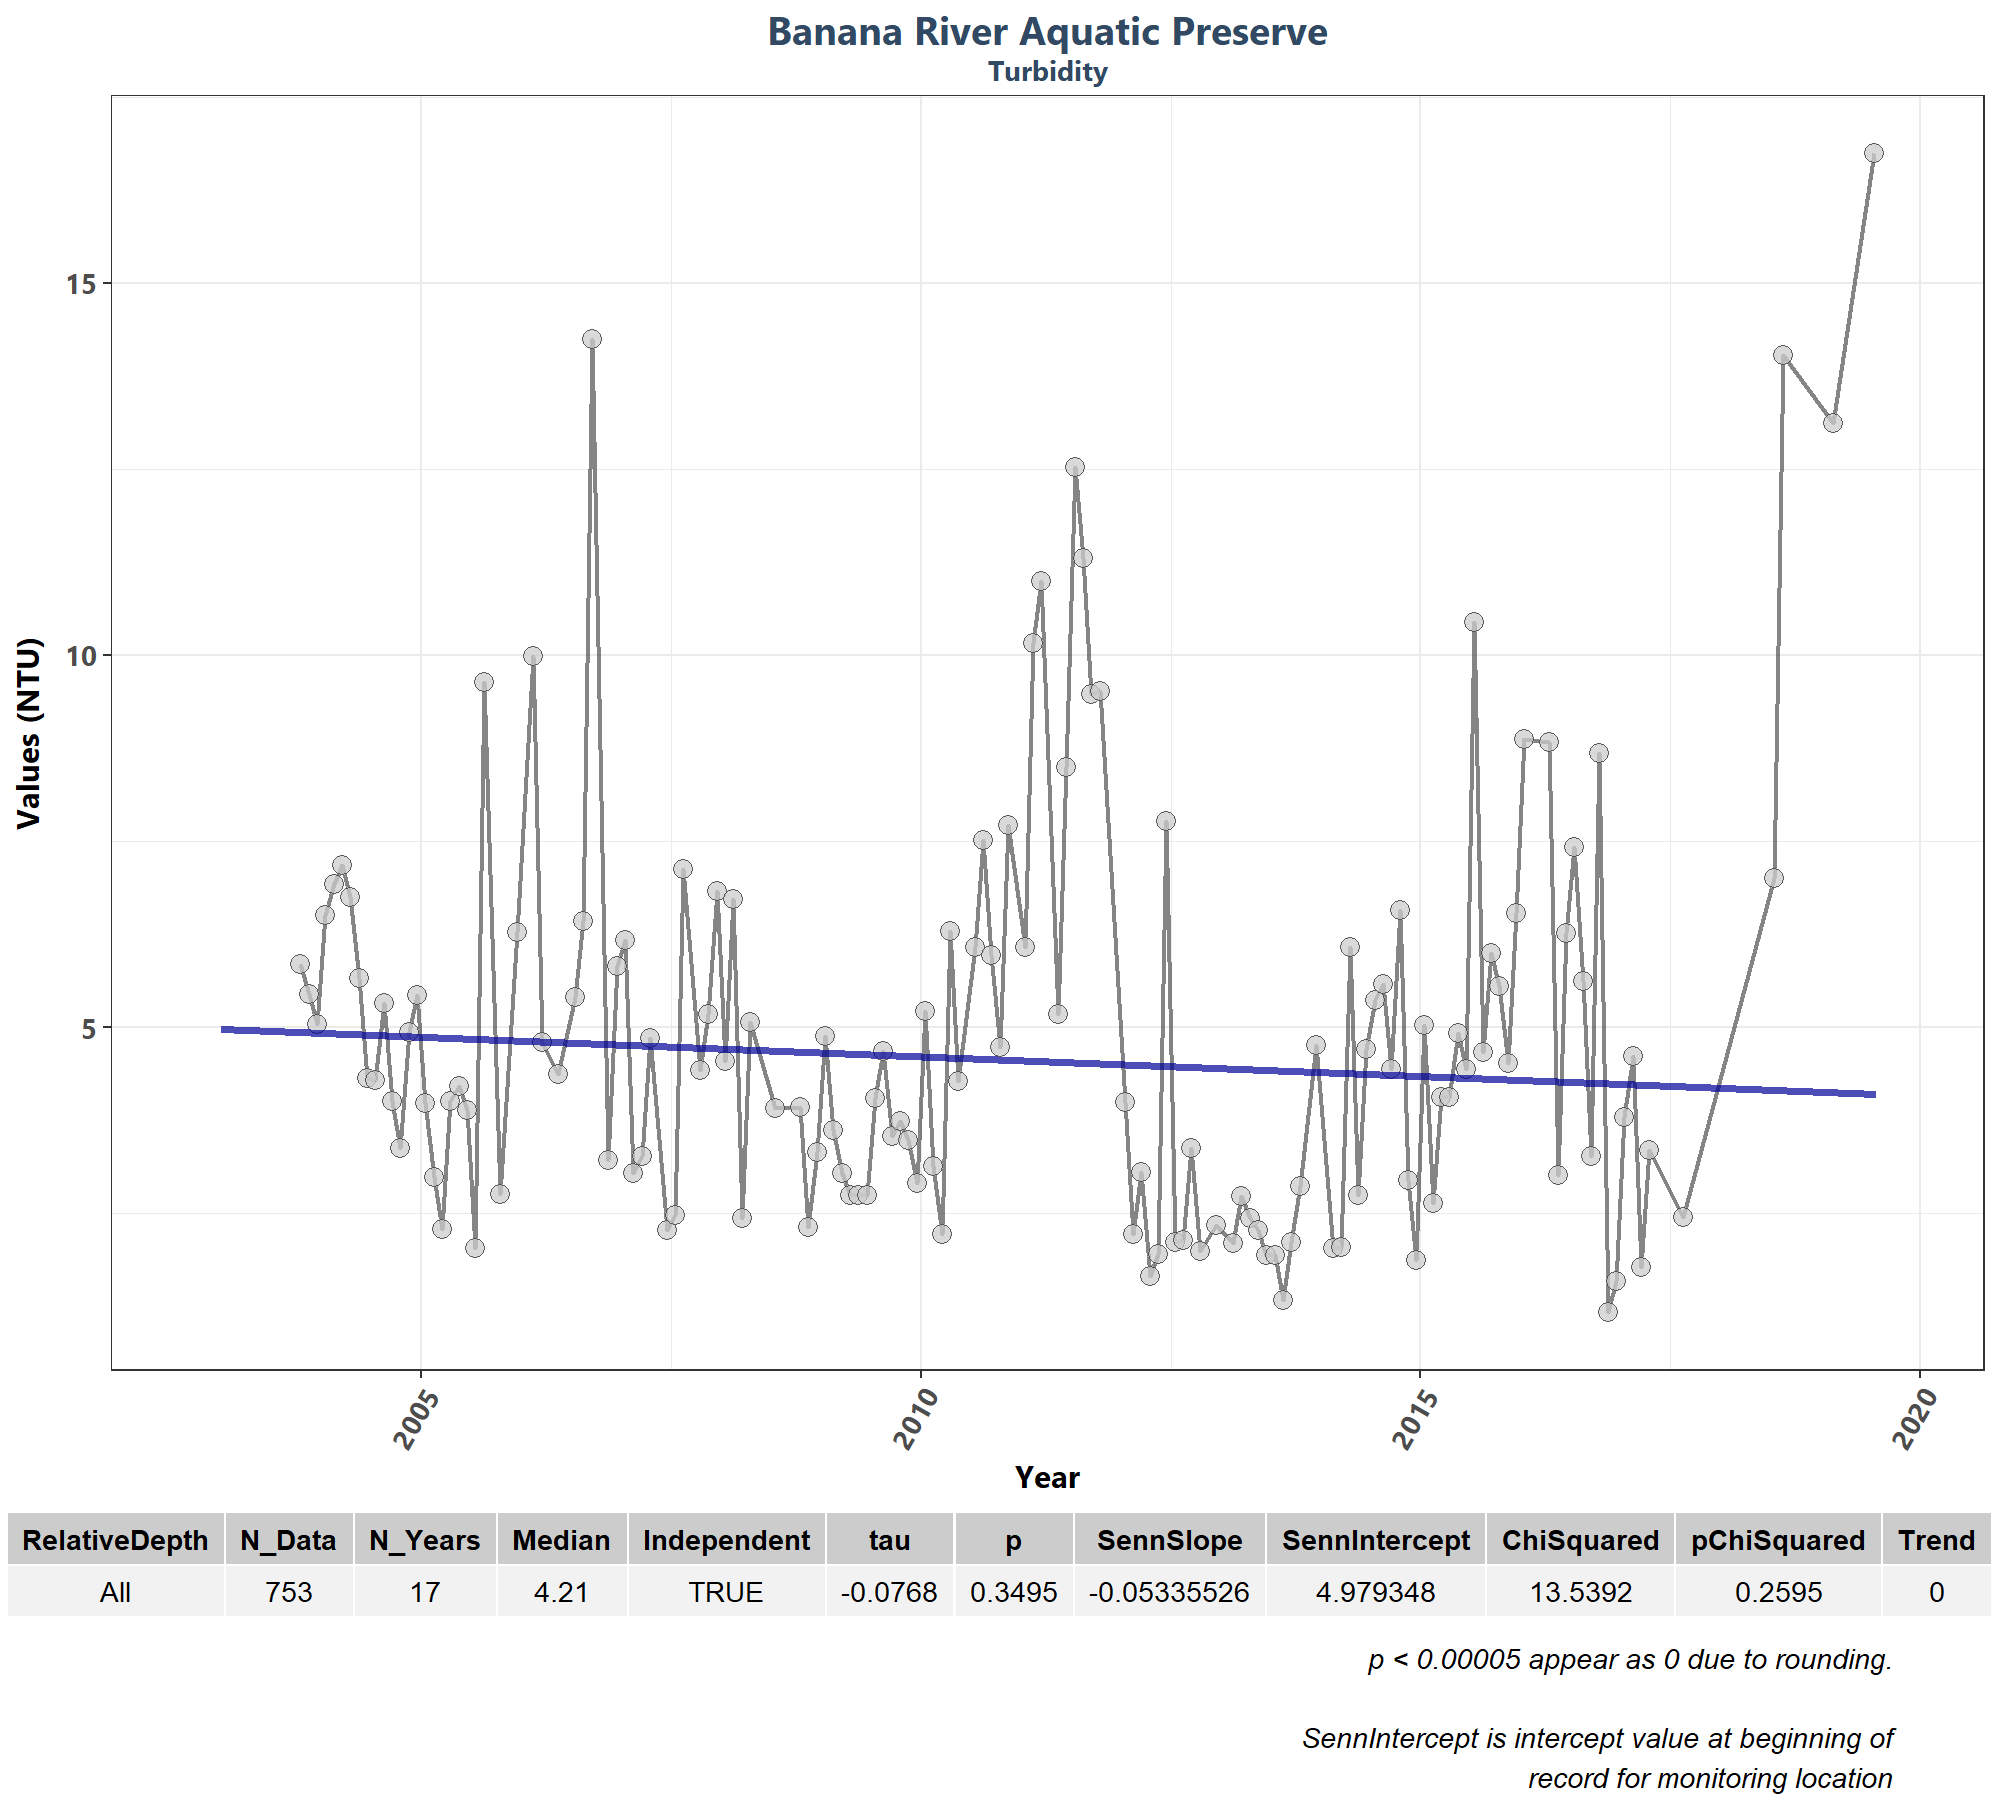 Banana River Aquatic Preserve
Turbidity
Values (NTU)
15
10
5
2005 2010 2015 2020
Year
RelativeDepth N_Data N_Years Median Independent tau p SennSlope SennIntercept ChiSquared pChiSquared Trend
All 753 17 4.21 TRUE -0.0768 0.3495 -0.05335526 4.979348 13.5392 0.2595 0
p < 0.00005 appear as 0 due to rounding.
SennIntercept is intercept value at beginning of
record for monitoring location